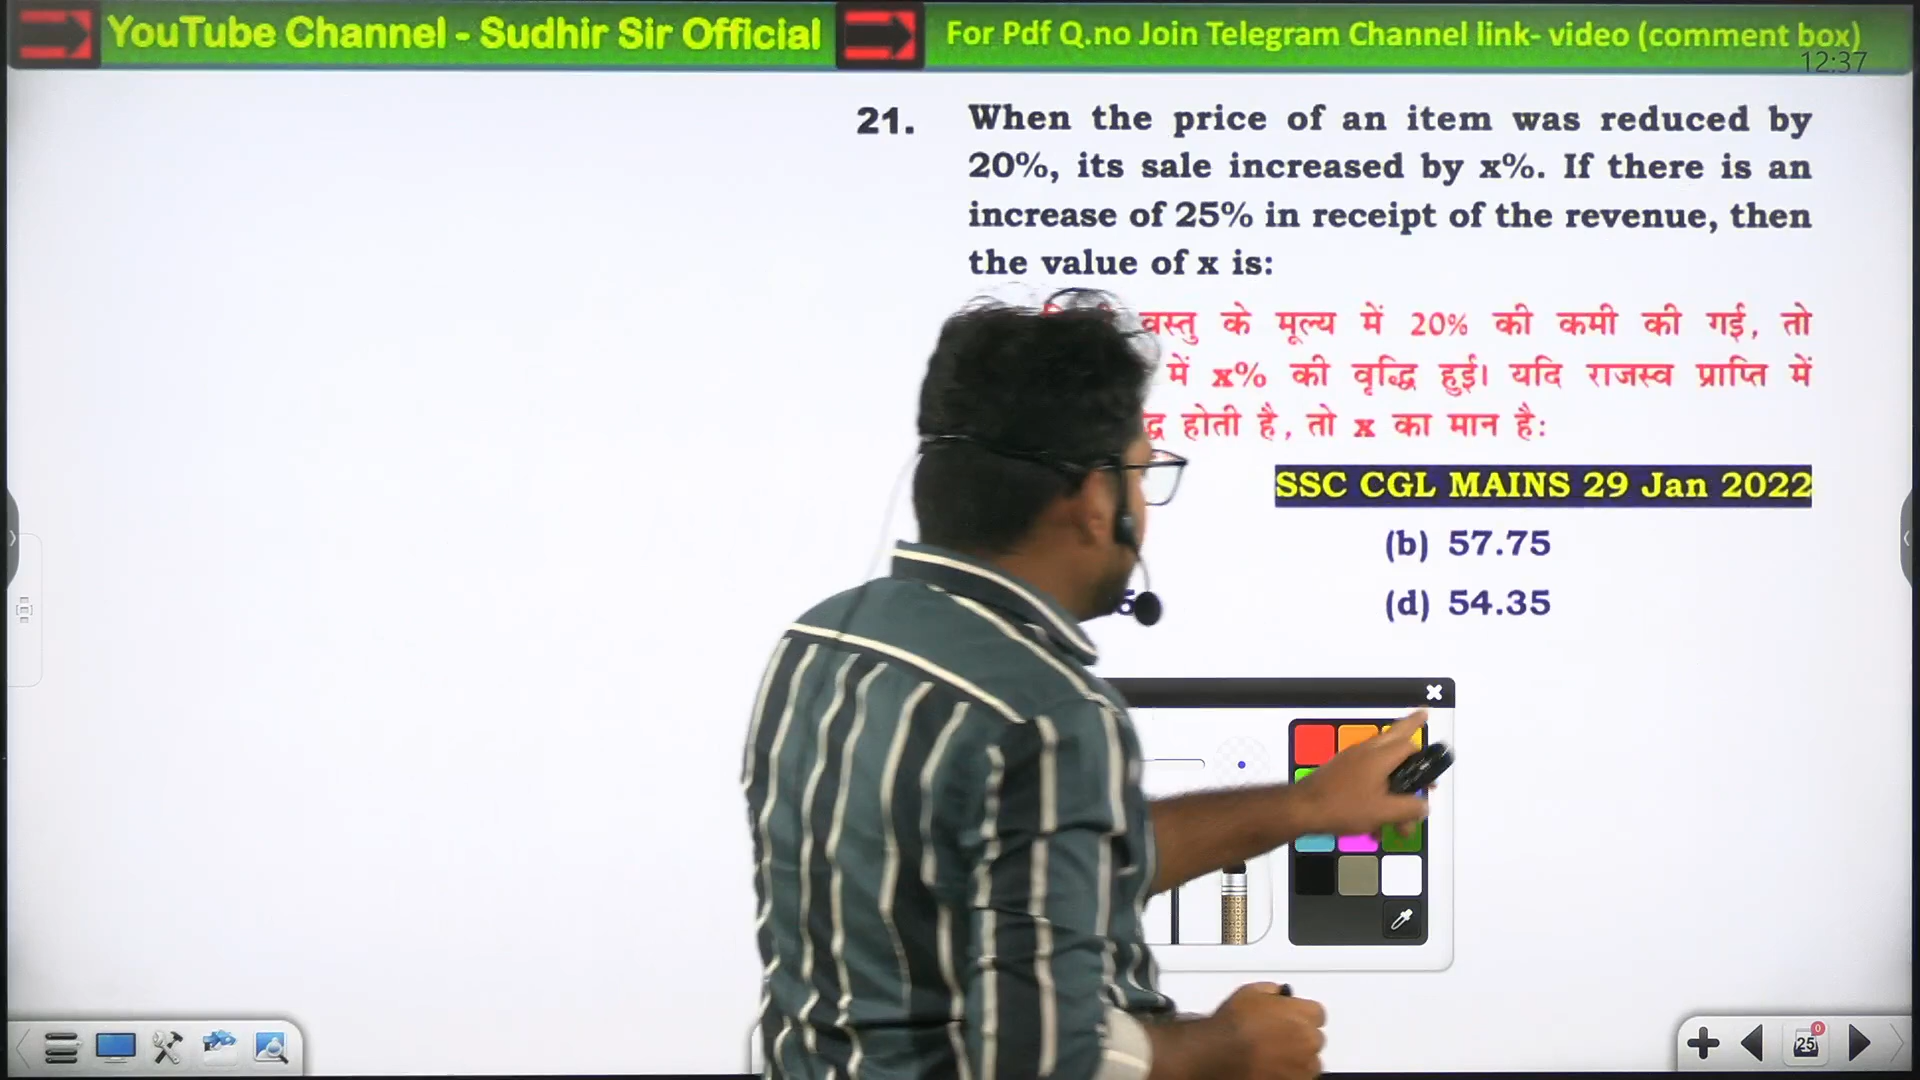 YouTube Channel - Sudhir Sir Official
For Pdf Q.no Join Telegram Channel link- video (comment box)
12:37
21. When the price of an item was reduced by
20%, its sale increased by x%. If there is an
increase of 25% in receipt of the revenue, then
the value of x is:
वस्तु के मूल्य में 20% की कमी की गई, तो
में x% की वृद्धि हुई। यदि राजस्व प्राप्ति में
होती है, तो x का मान है:
SSC CGL MAINS 29 Jan 2022
(b) 57.75
(d) 54.35
25
0